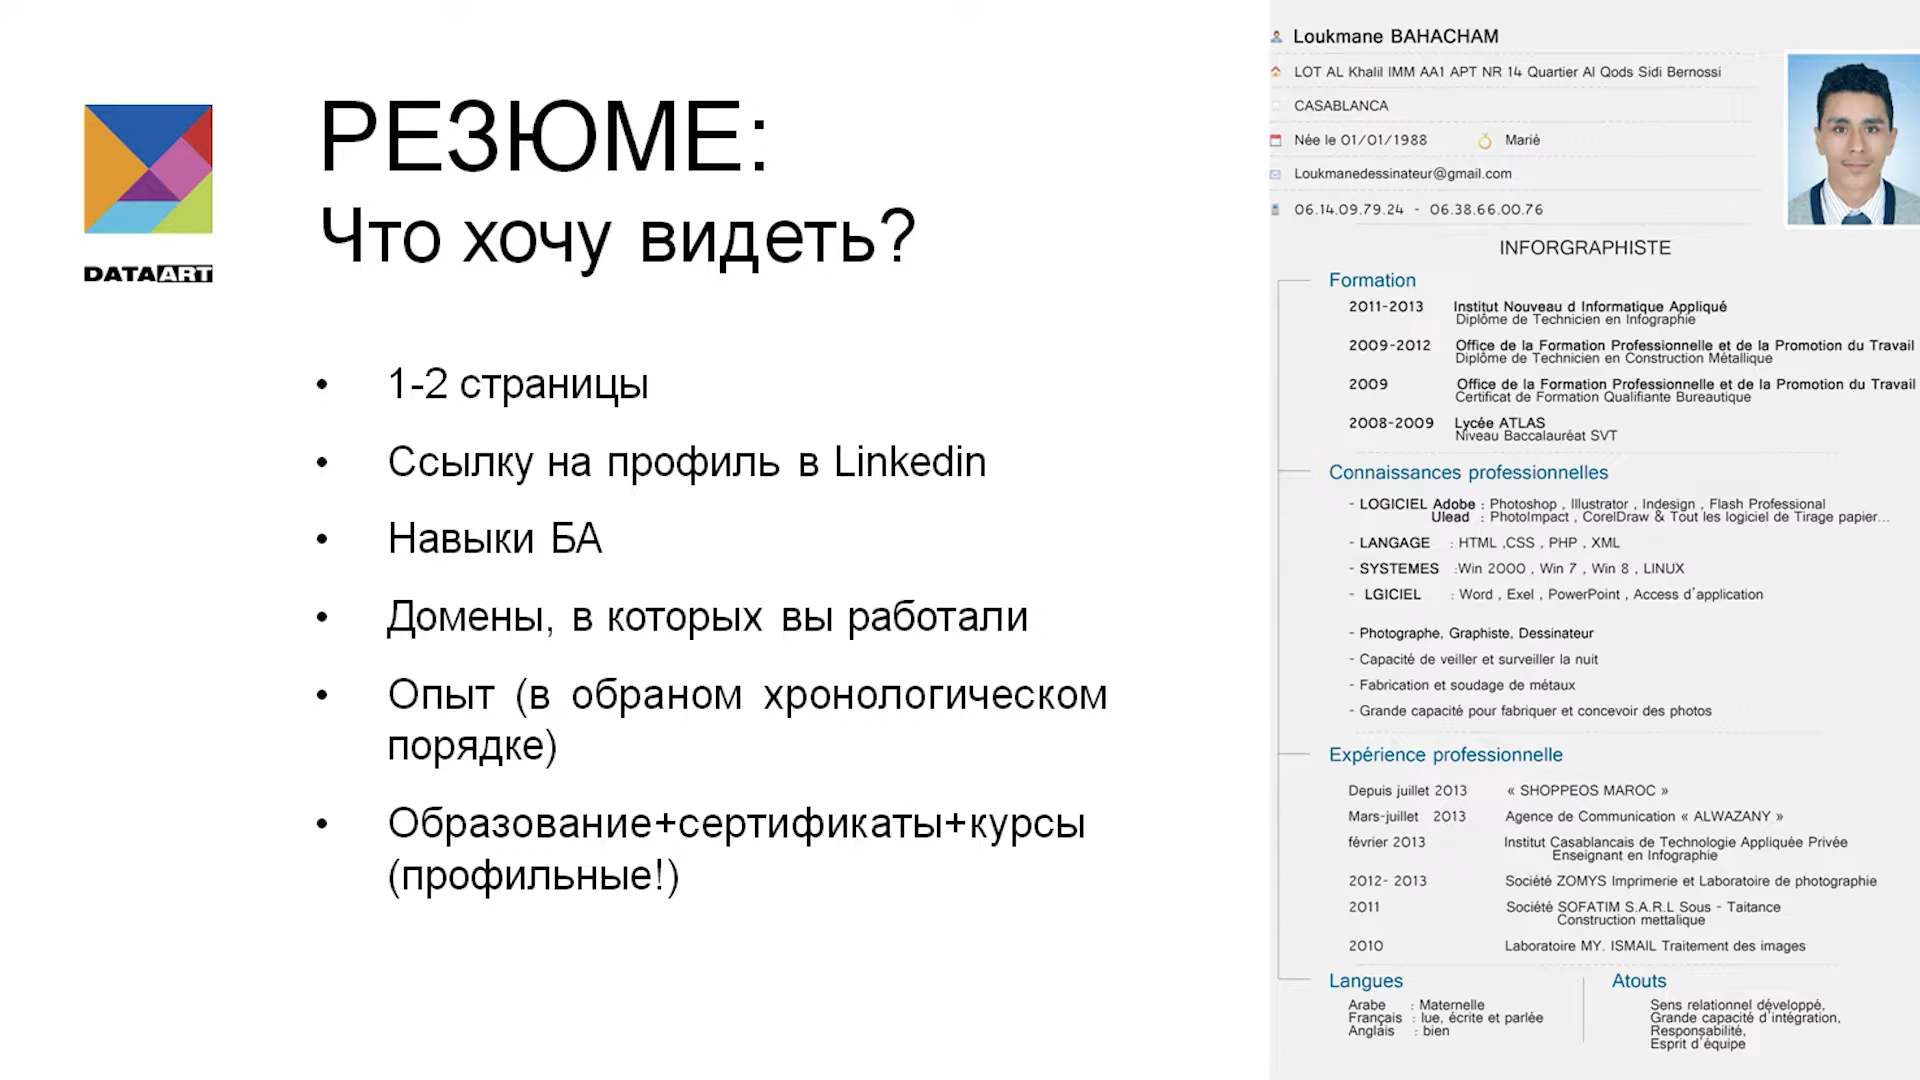 DATAART
РЕЗЮМЕ:
Что хочу видеть?
• 1-2 страницы
• Ссылку на профиль в Linkedin
• Навыки БА
• Домены, в которых вы работали
• Опыт (в обраном хронологическом
порядке)
• Образование+сертификаты+курсы
(профильные!)
Loukmane BAHACHAM
LOT AL Khalil IMM AA1 APT NR 14 Quartier Al Qods Sidi Bernossi
CASABLANCA
Née le 01/01/1988 Marié
Loukmanedessinateur@gmail.com
06.14.09.79.24 - 06.38.66.00.76
INFORGRAPHISTE
Formation
2011-2013 Institut Nouveau d Informatique Appliqué
Diplôme de Technicien en Infographie
2009-2012 Office de la Formation Professionnelle et de la Promotion du Travail
Diplôme de Technicien en Construction Métallique
2009 Office de la Formation Professionnelle et de la Promotion du Travail
Certificat de Formation Qualifiante Bureautique
2008-2009 Lycée ATLAS
Niveau Baccalauréat SVT
Connaissances professionnelles
- LOGICIEL Adobe : Photoshop , Illustrator , Indesign , Flash Professional
Ulead : PhotoImpact , CorelDraw & Tout les logiciel de Tirage papier...
- LANGAGE : HTML ,CSS , PHP , XML
- SYSTEMES :Win 2000 , Win 7 , Win 8 , LINUX
- LGICIEL : Word , Exel , PowerPoint , Access d'application
- Photographe, Graphiste, Dessinateur
- Capacité de veiller et surveiller la nuit
- Fabrication et soudage de métaux
- Grande capacité pour fabriquer et concevoir des photos
Expérience professionnelle
Depuis juillet 2013 « SHOPPEOS MAROC »
Mars-juillet 2013 Agence de Communication « ALWAZANY »
février 2013 Institut Casablancais de Technologie Appliquée Privée
Enseignant en Infographie
2012- 2013 Société ZOMYS Imprimerie et Laboratoire de photographie
2011 Société SOFATIM S.A.R.L Sous - Taitance
Construction mettalique
2010 Laboratoire MY. ISMAIL Traitement des images
Langues
Arabe : Maternelle
Français : lue, écrite et parlée
Anglais : bien
Atouts
Sens relationnel développé,
Grande capacité d'intégration,
Responsabilité,
Esprit d'équipe